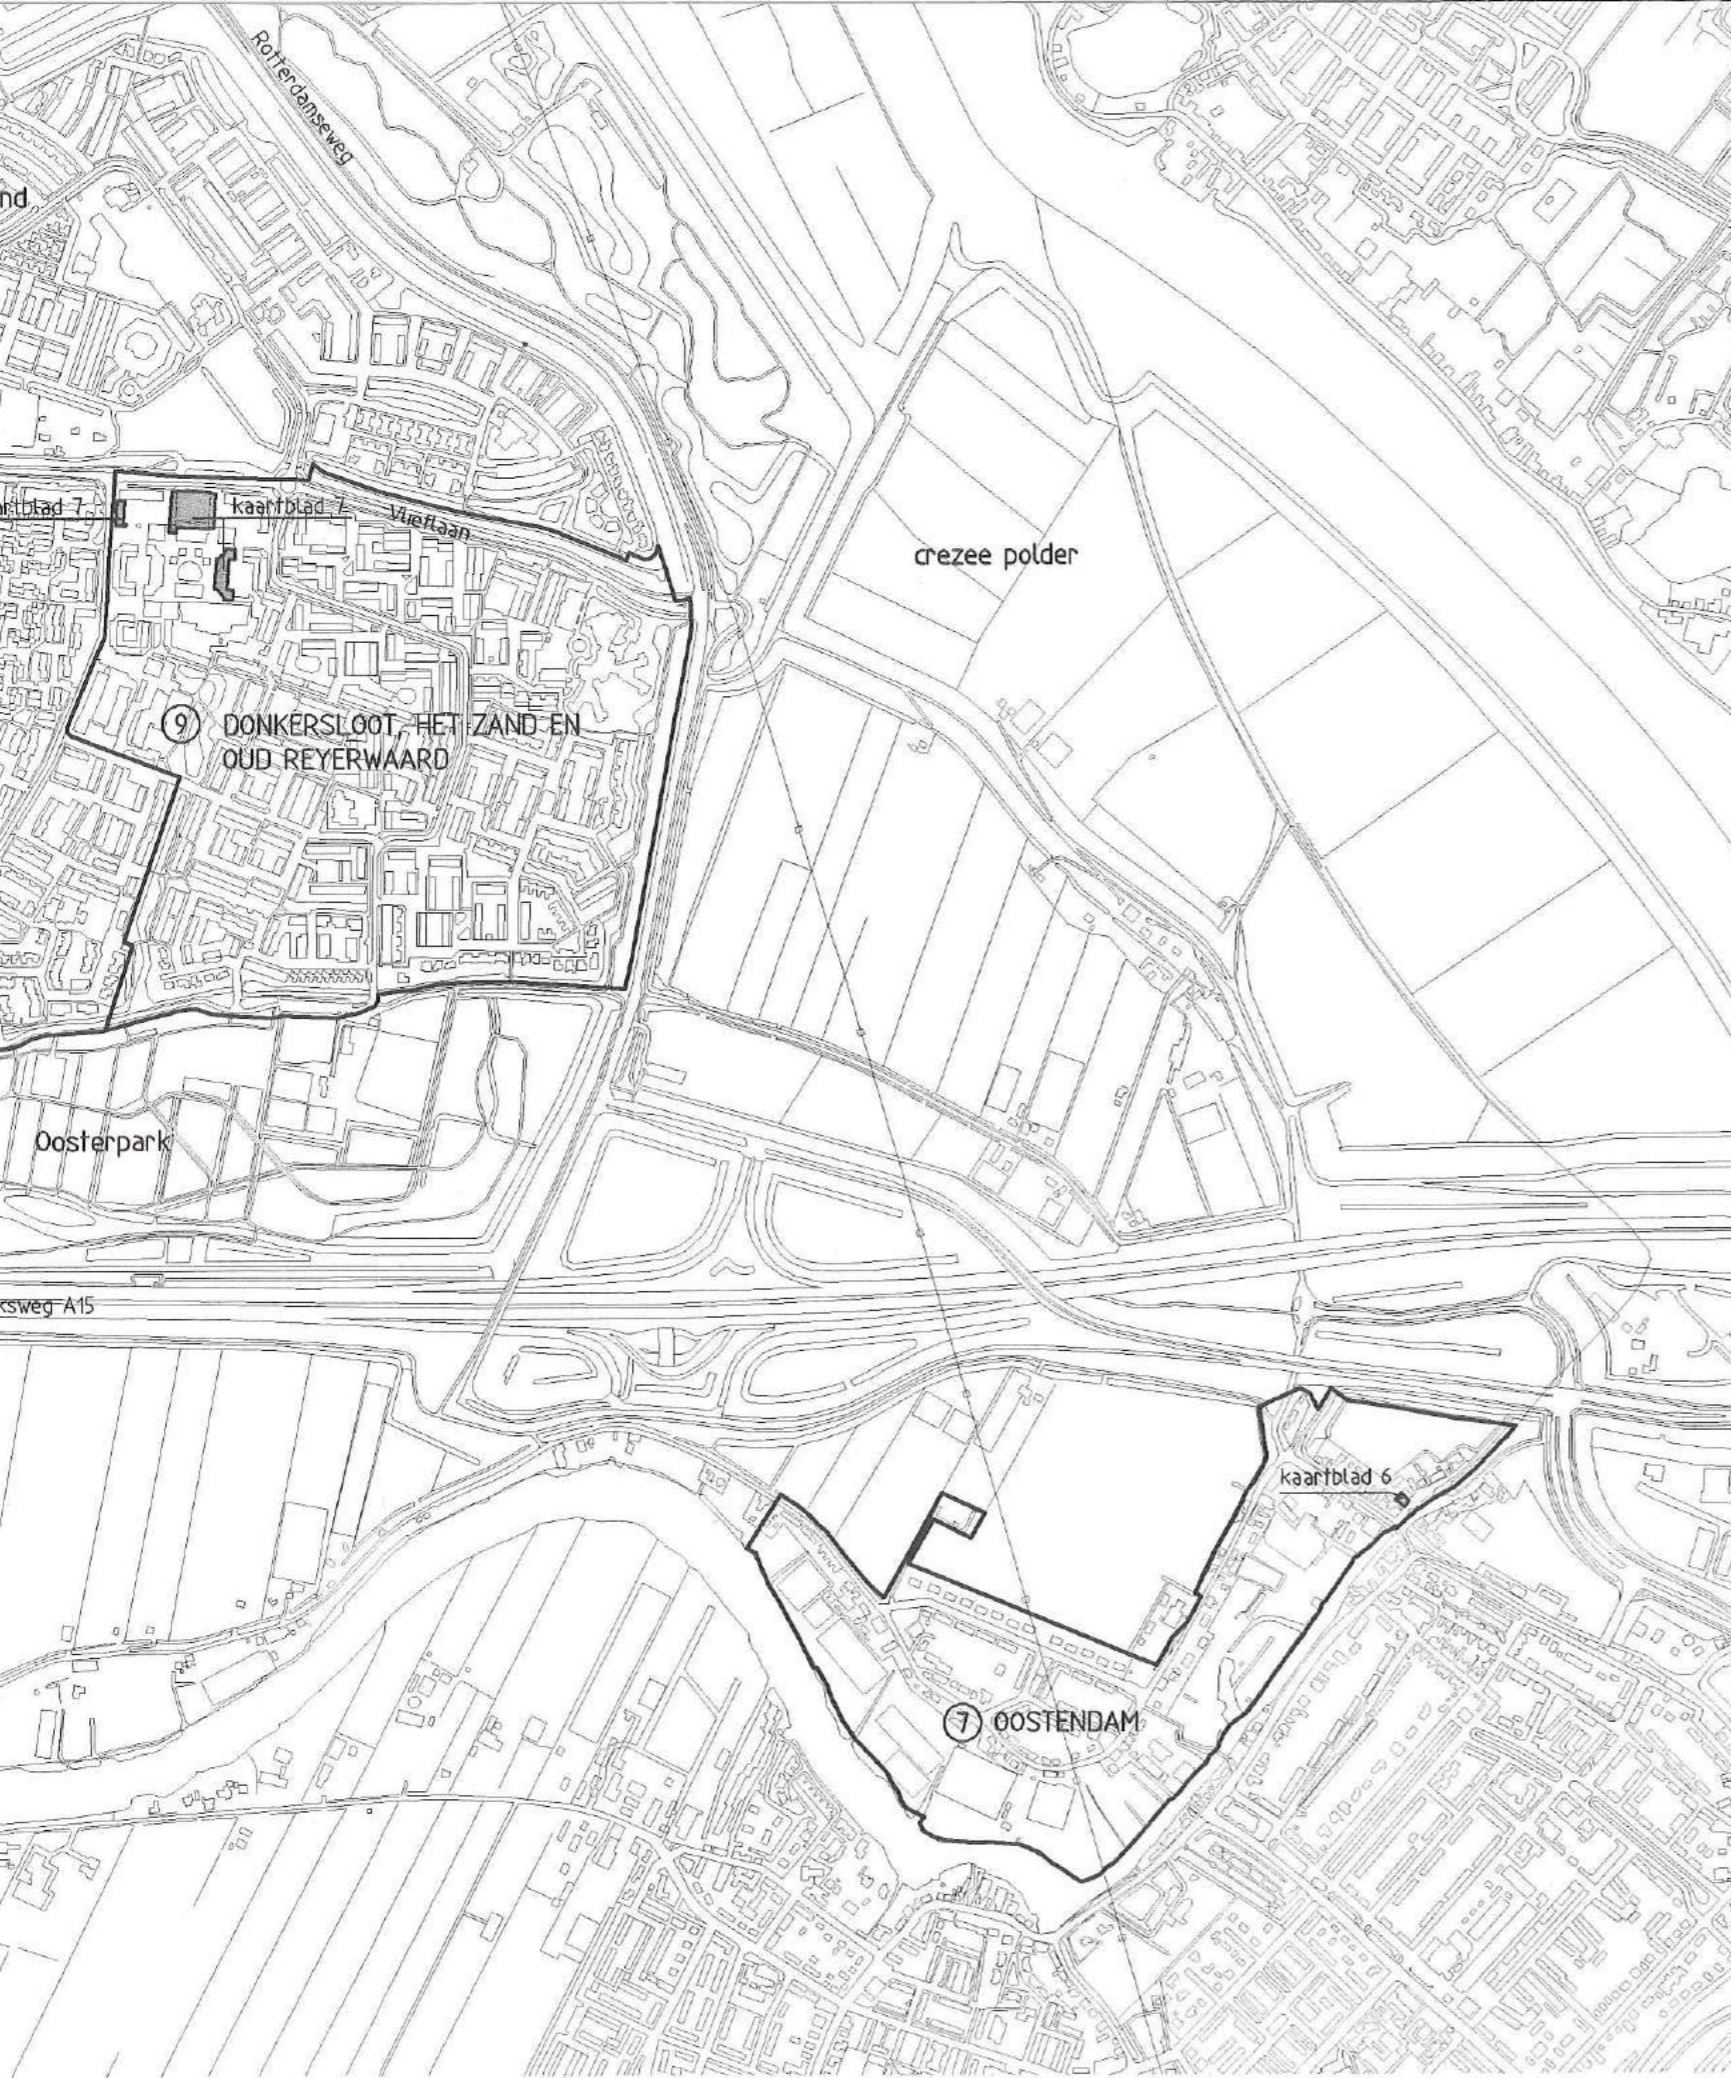 Rotterdamseweg
nd
artblad 7
kaartblad 7
Vlietlaan
crezee polder
9 DONKERSLOOT, HET ZAND EN
OUD REYERWAARD
Oosterpark
ksweg A15
kaartblad 6
7 OOSTENDAM